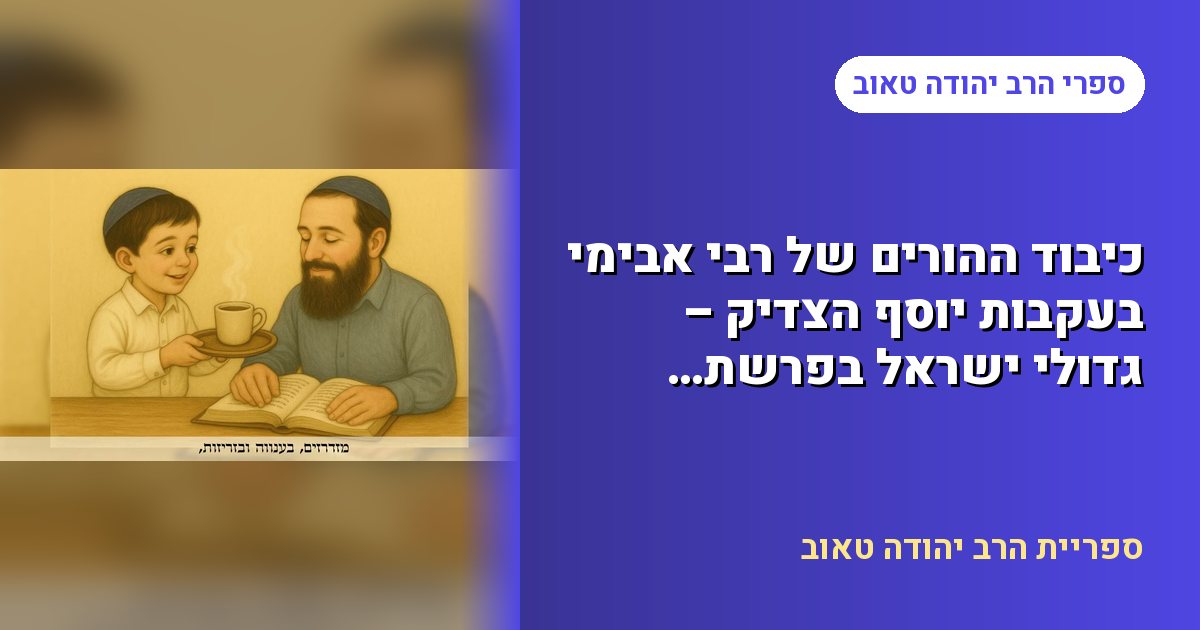 ספרי הרב יהודה טאוב
כיבוד ההורים של רבי אבימי
בעקבות יוסף הצדיק –
גדולי ישראל בפרשת...
מזדרזים, בענווה ובזריזות,
ספריית הרב יהודה טאוב